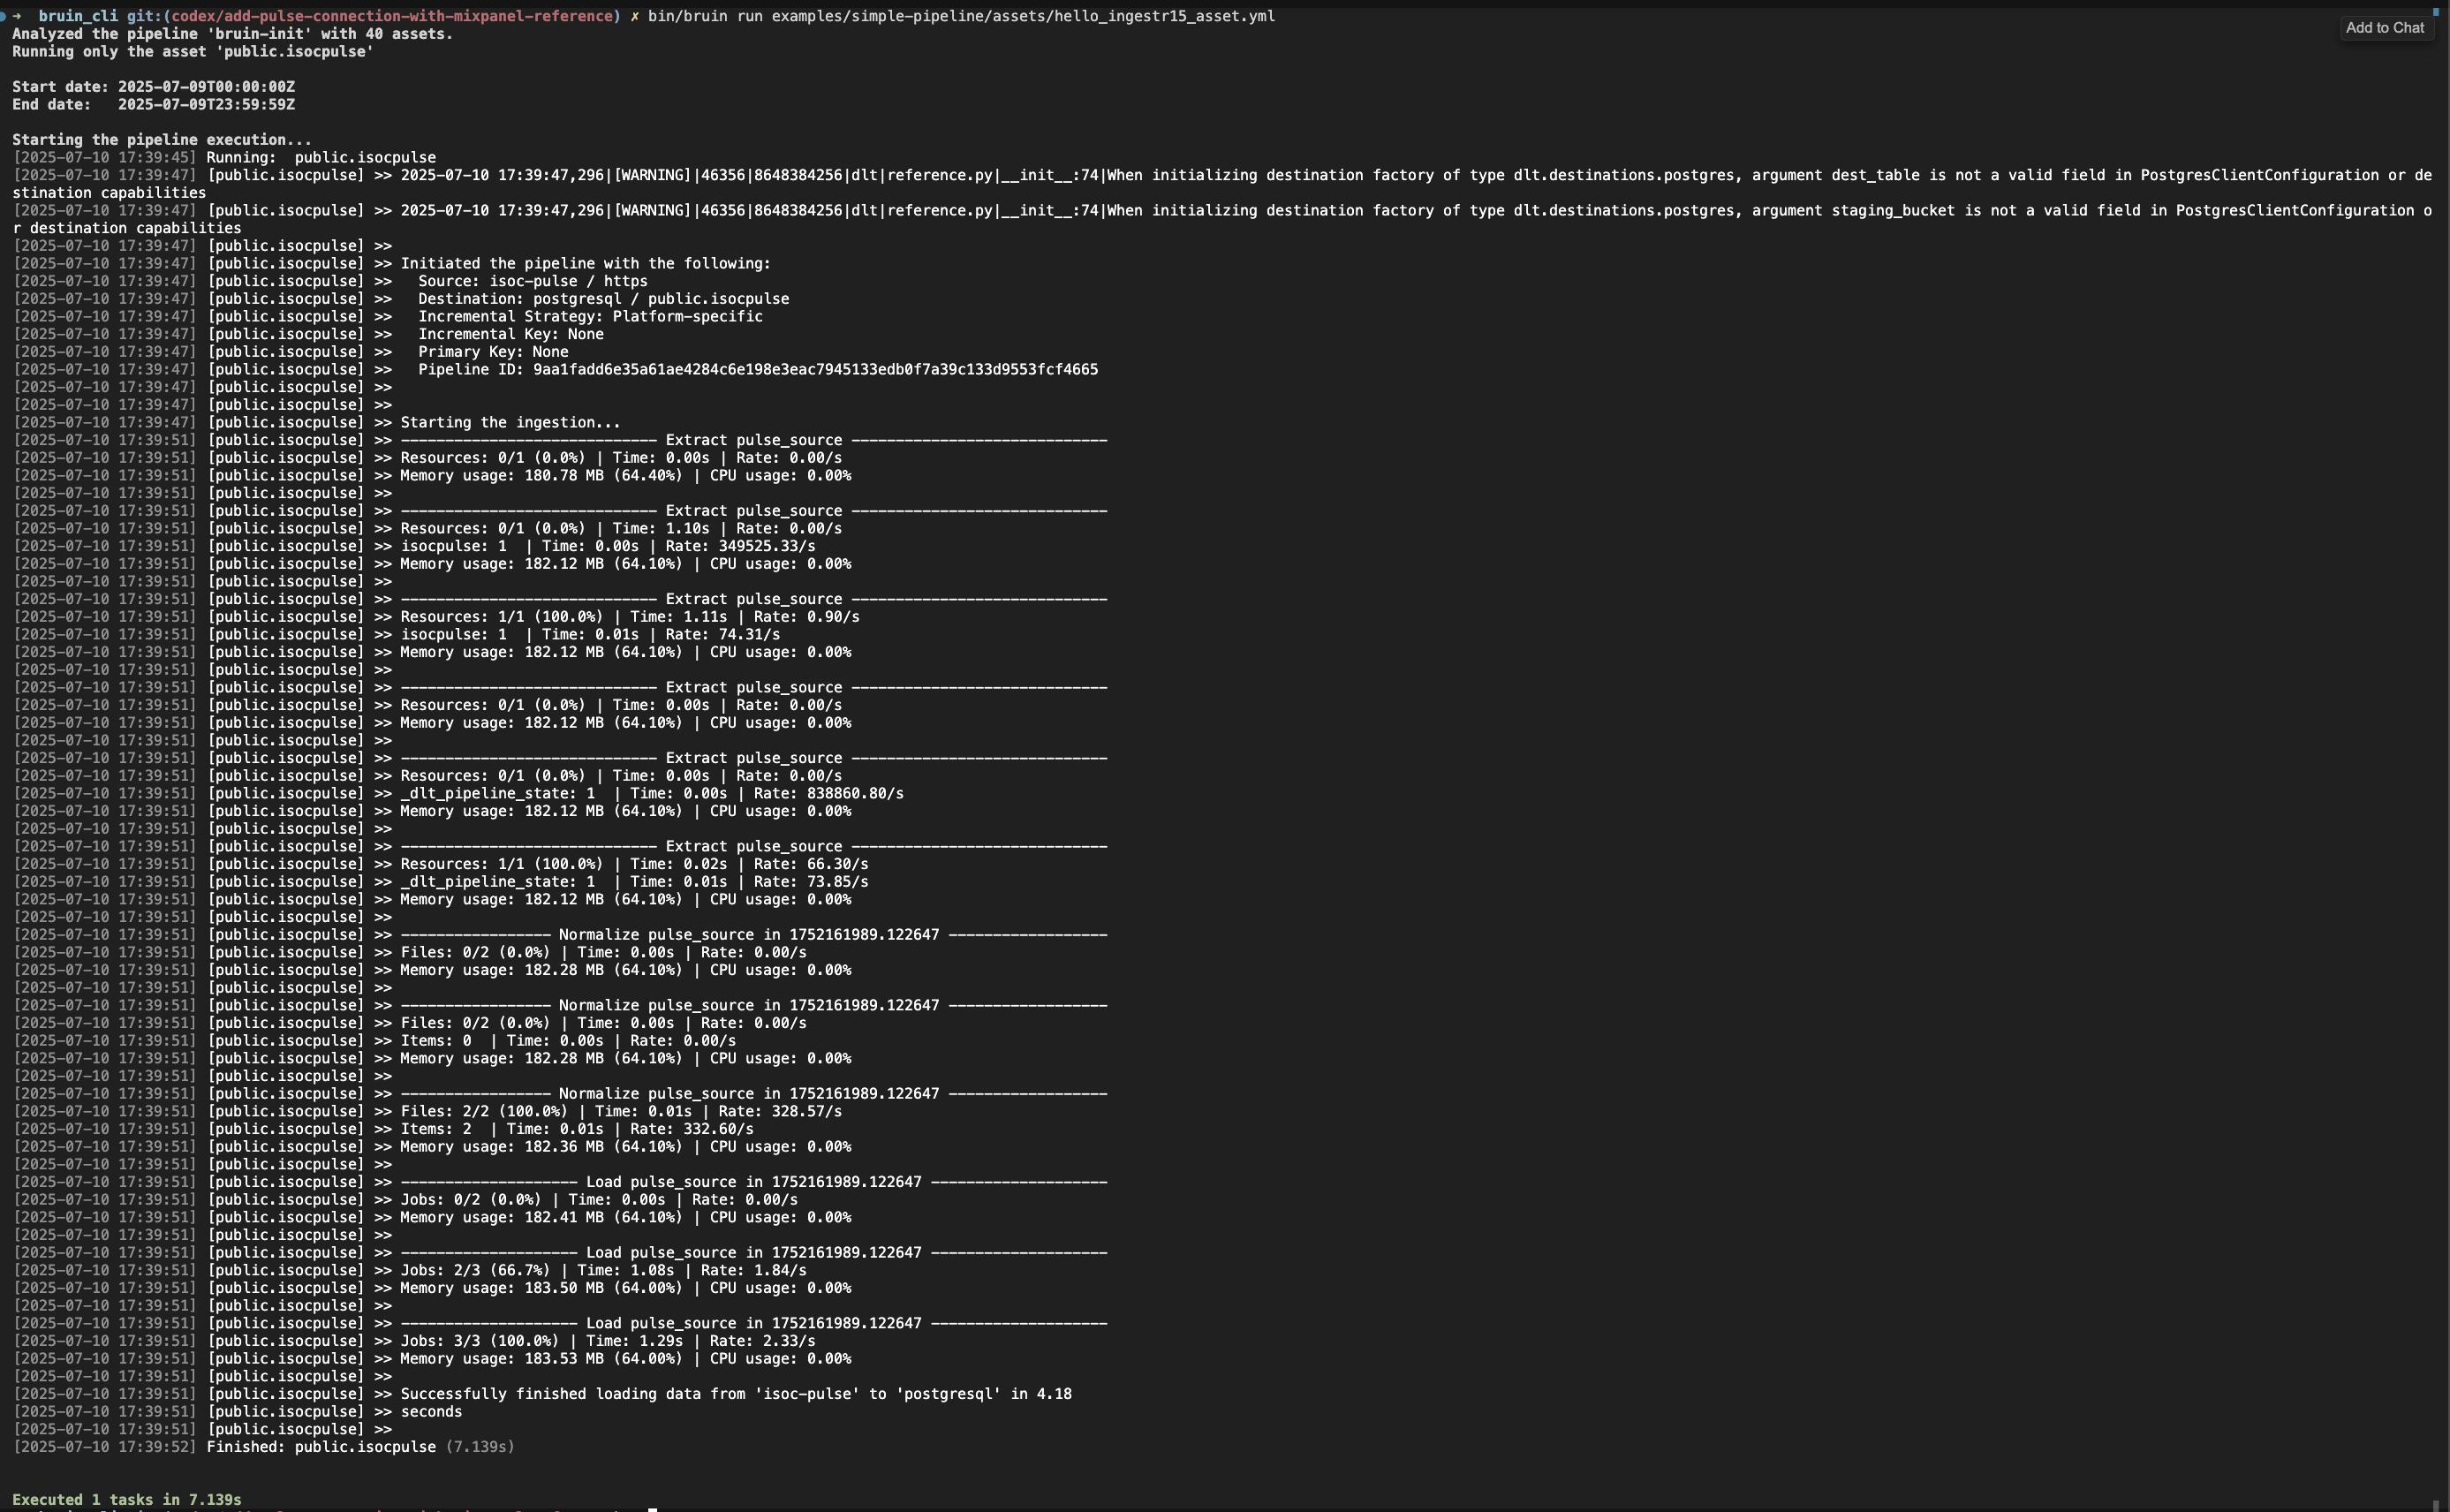 ➜  bruin_cli git:(codex/add-pulse-connection-with-mixpanel-reference) ✗ bin/bruin run examples/simple-pipeline/assets/hello_ingestr15_asset.yml
Add to Chat
Analyzed the pipeline 'bruin-init' with 40 assets.
Running only the asset 'public.isocpulse'
Start date: 2025-07-09T00:00:00Z
End date:   2025-07-09T23:59:59Z
Starting the pipeline execution...
[2025-07-10 17:39:45] Running:  public.isocpulse
[2025-07-10 17:39:47] [public.isocpulse] >> 2025-07-10 17:39:47,296|[WARNING]|46356|8648384256|dlt|reference.py|__init__:74|When initializing destination factory of type dlt.destinations.postgres, argument dest_table is not a valid field in PostgresClientConfiguration or de
stination capabilities
[2025-07-10 17:39:47] [public.isocpulse] >> 2025-07-10 17:39:47,296|[WARNING]|46356|8648384256|dlt|reference.py|__init__:74|When initializing destination factory of type dlt.destinations.postgres, argument staging_bucket is not a valid field in PostgresClientConfiguration o
r destination capabilities
[2025-07-10 17:39:47] [public.isocpulse] >>
[2025-07-10 17:39:47] [public.isocpulse] >> Initiated the pipeline with the following:
[2025-07-10 17:39:47] [public.isocpulse] >>   Source: isoc-pulse / https
[2025-07-10 17:39:47] [public.isocpulse] >>   Destination: postgresql / public.isocpulse
[2025-07-10 17:39:47] [public.isocpulse] >>   Incremental Strategy: Platform-specific
[2025-07-10 17:39:47] [public.isocpulse] >>   Incremental Key: None
[2025-07-10 17:39:47] [public.isocpulse] >>   Primary Key: None
[2025-07-10 17:39:47] [public.isocpulse] >>   Pipeline ID: 9aa1fadd6e35a61ae4284c6e198e3eac7945133edb0f7a39c133d9553fcf4665
[2025-07-10 17:39:47] [public.isocpulse] >>
[2025-07-10 17:39:47] [public.isocpulse] >>
[2025-07-10 17:39:47] [public.isocpulse] >> Starting the ingestion...
[2025-07-10 17:39:51] [public.isocpulse] >> ----------------------------- Extract pulse_source -----------------------------
[2025-07-10 17:39:51] [public.isocpulse] >> Resources: 0/1 (0.0%) | Time: 0.00s | Rate: 0.00/s
[2025-07-10 17:39:51] [public.isocpulse] >> Memory usage: 180.78 MB (64.40%) | CPU usage: 0.00%
[2025-07-10 17:39:51] [public.isocpulse] >>
[2025-07-10 17:39:51] [public.isocpulse] >> ----------------------------- Extract pulse_source -----------------------------
[2025-07-10 17:39:51] [public.isocpulse] >> Resources: 0/1 (0.0%) | Time: 1.10s | Rate: 0.00/s
[2025-07-10 17:39:51] [public.isocpulse] >> isocpulse: 1  | Time: 0.00s | Rate: 349525.33/s
[2025-07-10 17:39:51] [public.isocpulse] >> Memory usage: 182.12 MB (64.10%) | CPU usage: 0.00%
[2025-07-10 17:39:51] [public.isocpulse] >>
[2025-07-10 17:39:51] [public.isocpulse] >> ----------------------------- Extract pulse_source -----------------------------
[2025-07-10 17:39:51] [public.isocpulse] >> Resources: 1/1 (100.0%) | Time: 1.11s | Rate: 0.90/s
[2025-07-10 17:39:51] [public.isocpulse] >> isocpulse: 1  | Time: 0.01s | Rate: 74.31/s
[2025-07-10 17:39:51] [public.isocpulse] >> Memory usage: 182.12 MB (64.10%) | CPU usage: 0.00%
[2025-07-10 17:39:51] [public.isocpulse] >>
[2025-07-10 17:39:51] [public.isocpulse] >> ----------------------------- Extract pulse_source -----------------------------
[2025-07-10 17:39:51] [public.isocpulse] >> Resources: 0/1 (0.0%) | Time: 0.00s | Rate: 0.00/s
[2025-07-10 17:39:51] [public.isocpulse] >> Memory usage: 182.12 MB (64.10%) | CPU usage: 0.00%
[2025-07-10 17:39:51] [public.isocpulse] >>
[2025-07-10 17:39:51] [public.isocpulse] >> ----------------------------- Extract pulse_source -----------------------------
[2025-07-10 17:39:51] [public.isocpulse] >> Resources: 0/1 (0.0%) | Time: 0.00s | Rate: 0.00/s
[2025-07-10 17:39:51] [public.isocpulse] >> _dlt_pipeline_state: 1  | Time: 0.00s | Rate: 838860.80/s
[2025-07-10 17:39:51] [public.isocpulse] >> Memory usage: 182.12 MB (64.10%) | CPU usage: 0.00%
[2025-07-10 17:39:51] [public.isocpulse] >>
[2025-07-10 17:39:51] [public.isocpulse] >> ----------------------------- Extract pulse_source -----------------------------
[2025-07-10 17:39:51] [public.isocpulse] >> Resources: 1/1 (100.0%) | Time: 0.02s | Rate: 66.30/s
[2025-07-10 17:39:51] [public.isocpulse] >> _dlt_pipeline_state: 1  | Time: 0.01s | Rate: 73.85/s
[2025-07-10 17:39:51] [public.isocpulse] >> Memory usage: 182.12 MB (64.10%) | CPU usage: 0.00%
[2025-07-10 17:39:51] [public.isocpulse] >>
[2025-07-10 17:39:51] [public.isocpulse] >> ----------------- Normalize pulse_source in 1752161989.122647 ------------------
[2025-07-10 17:39:51] [public.isocpulse] >> Files: 0/2 (0.0%) | Time: 0.00s | Rate: 0.00/s
[2025-07-10 17:39:51] [public.isocpulse] >> Memory usage: 182.28 MB (64.10%) | CPU usage: 0.00%
[2025-07-10 17:39:51] [public.isocpulse] >>
[2025-07-10 17:39:51] [public.isocpulse] >> ----------------- Normalize pulse_source in 1752161989.122647 ------------------
[2025-07-10 17:39:51] [public.isocpulse] >> Files: 0/2 (0.0%) | Time: 0.00s | Rate: 0.00/s
[2025-07-10 17:39:51] [public.isocpulse] >> Items: 0  | Time: 0.00s | Rate: 0.00/s
[2025-07-10 17:39:51] [public.isocpulse] >> Memory usage: 182.28 MB (64.10%) | CPU usage: 0.00%
[2025-07-10 17:39:51] [public.isocpulse] >>
[2025-07-10 17:39:51] [public.isocpulse] >> ----------------- Normalize pulse_source in 1752161989.122647 ------------------
[2025-07-10 17:39:51] [public.isocpulse] >> Files: 2/2 (100.0%) | Time: 0.01s | Rate: 328.57/s
[2025-07-10 17:39:51] [public.isocpulse] >> Items: 2  | Time: 0.01s | Rate: 332.60/s
[2025-07-10 17:39:51] [public.isocpulse] >> Memory usage: 182.36 MB (64.10%) | CPU usage: 0.00%
[2025-07-10 17:39:51] [public.isocpulse] >>
[2025-07-10 17:39:51] [public.isocpulse] >> -------------------- Load pulse_source in 1752161989.122647 --------------------
[2025-07-10 17:39:51] [public.isocpulse] >> Jobs: 0/2 (0.0%) | Time: 0.00s | Rate: 0.00/s
[2025-07-10 17:39:51] [public.isocpulse] >> Memory usage: 182.41 MB (64.10%) | CPU usage: 0.00%
[2025-07-10 17:39:51] [public.isocpulse] >>
[2025-07-10 17:39:51] [public.isocpulse] >> -------------------- Load pulse_source in 1752161989.122647 --------------------
[2025-07-10 17:39:51] [public.isocpulse] >> Jobs: 2/3 (66.7%) | Time: 1.08s | Rate: 1.84/s
[2025-07-10 17:39:51] [public.isocpulse] >> Memory usage: 183.50 MB (64.00%) | CPU usage: 0.00%
[2025-07-10 17:39:51] [public.isocpulse] >>
[2025-07-10 17:39:51] [public.isocpulse] >> -------------------- Load pulse_source in 1752161989.122647 --------------------
[2025-07-10 17:39:51] [public.isocpulse] >> Jobs: 3/3 (100.0%) | Time: 1.29s | Rate: 2.33/s
[2025-07-10 17:39:51] [public.isocpulse] >> Memory usage: 183.53 MB (64.00%) | CPU usage: 0.00%
[2025-07-10 17:39:51] [public.isocpulse] >>
[2025-07-10 17:39:51] [public.isocpulse] >> Successfully finished loading data from 'isoc-pulse' to 'postgresql' in 4.18
[2025-07-10 17:39:51] [public.isocpulse] >> seconds
[2025-07-10 17:39:51] [public.isocpulse] >>
[2025-07-10 17:39:52] Finished: public.isocpulse (7.139s)
Executed 1 tasks in 7.139s